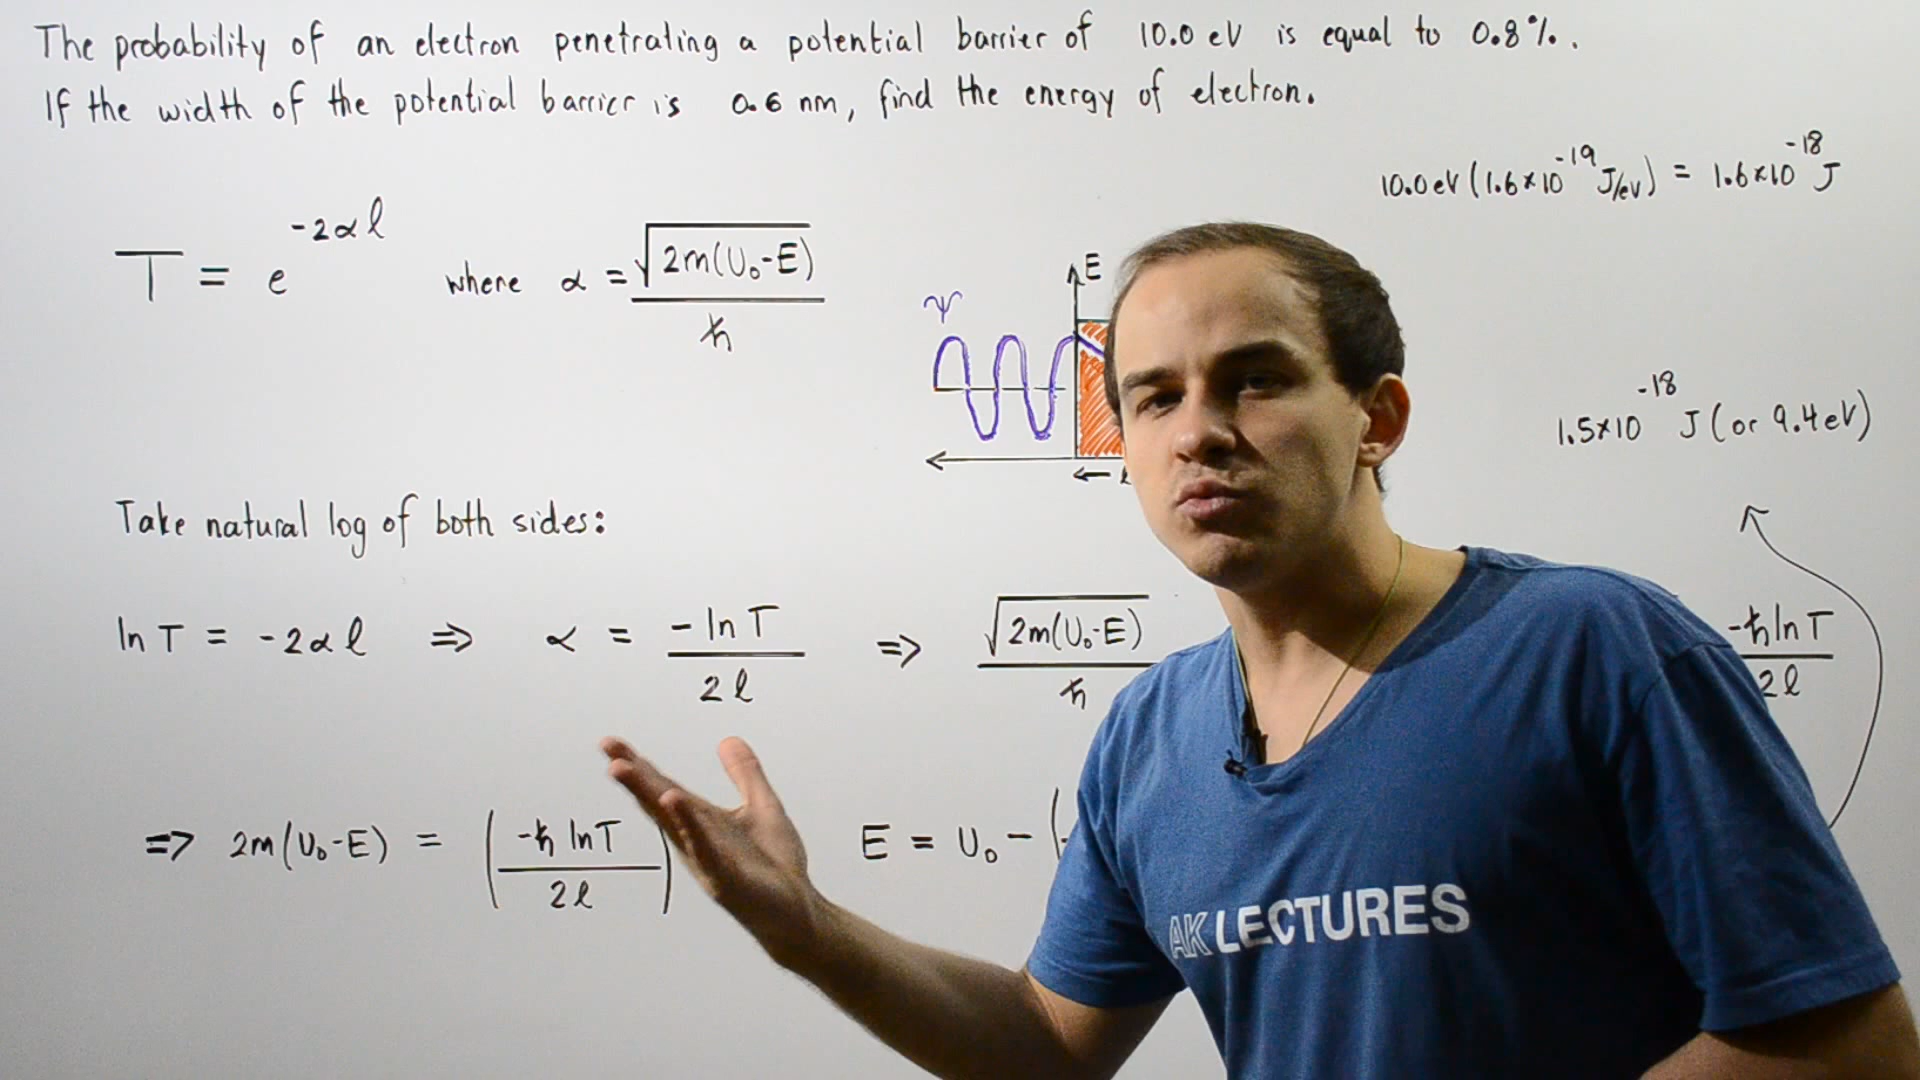 The probability of an electron penetrating a potential barrier of 10.0 eV is equal to 0.8%.
If the width of the potential barrier is 0.6 nm, find the energy of electron.
10.0 eV (1.6×10⁻¹⁹ J/eV) = 1.6×10⁻¹⁸ J
T = e^(-2αl) where α = √(2m(U₀-E)) / ħ
E
ψ
1.5×10⁻¹⁸ J (or 9.4 eV)
Take natural log of both sides:
ln T = -2αl ⇒ α = -ln T / 2l ⇒ √(2m(U₀-E)) / ħ
-ħ ln T / 2l
⇒ 2m(U₀-E) = (-ħ ln T / 2l)
E = U₀ - (
AK LECTURES